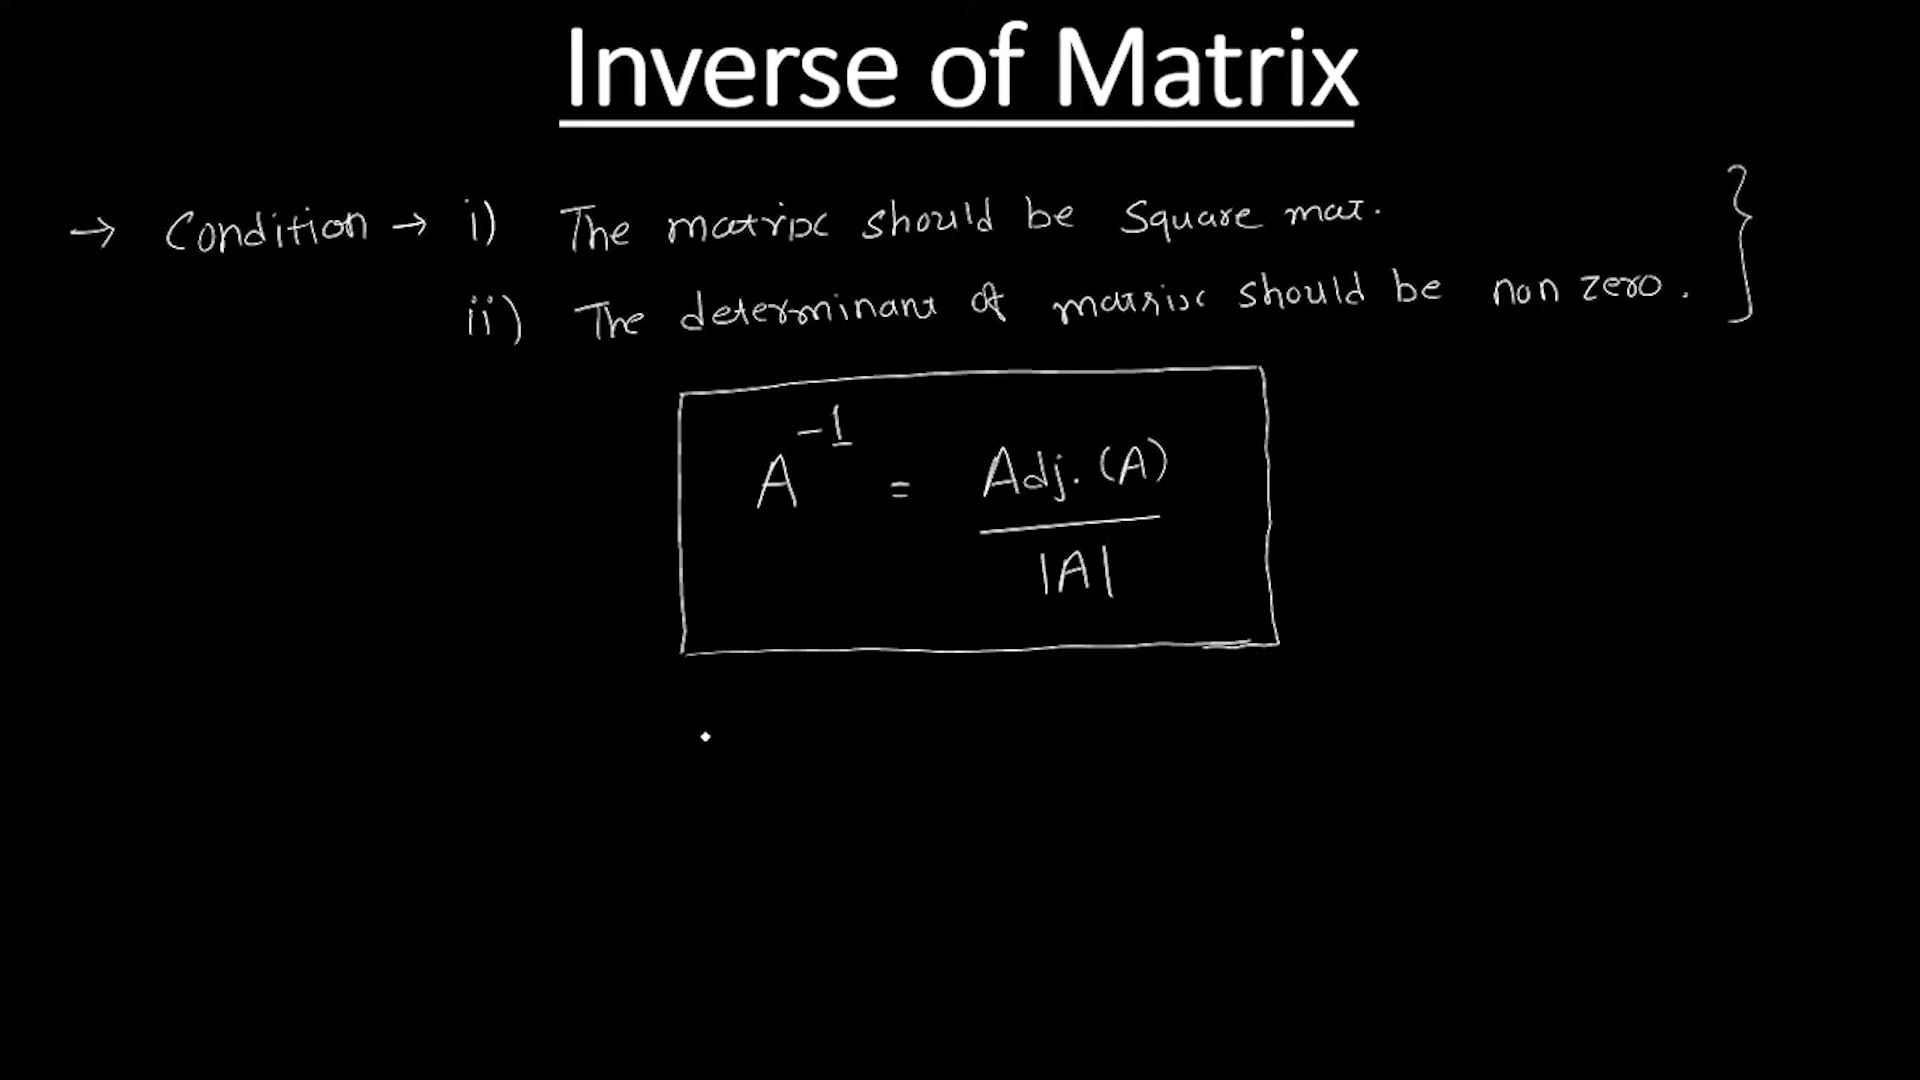 Inverse of Matrix
→ Condition → i) The matrix should be Square mat.
ii) The determinant of matrix should be non zero.
A⁻¹ = Adj. (A) / |A|